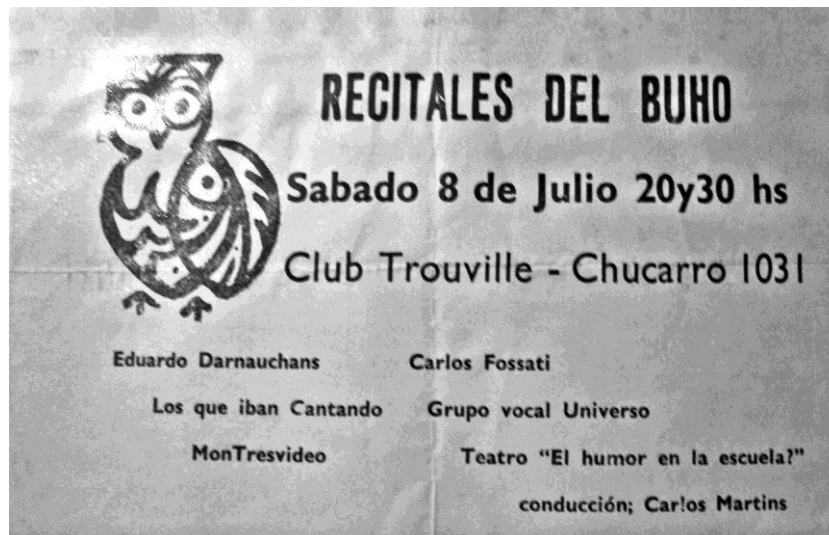 RECITALES DEL BUHO
Sabado 8 de Julio 20y30 hs
Club Trouville - Chucarro 1031
Eduardo Darnauchans Carlos Fossati
Los que iban Cantando Grupo vocal Universo
MonTresvideo Teatro "El humor en la escuela?"
conducción; Carlos Martins